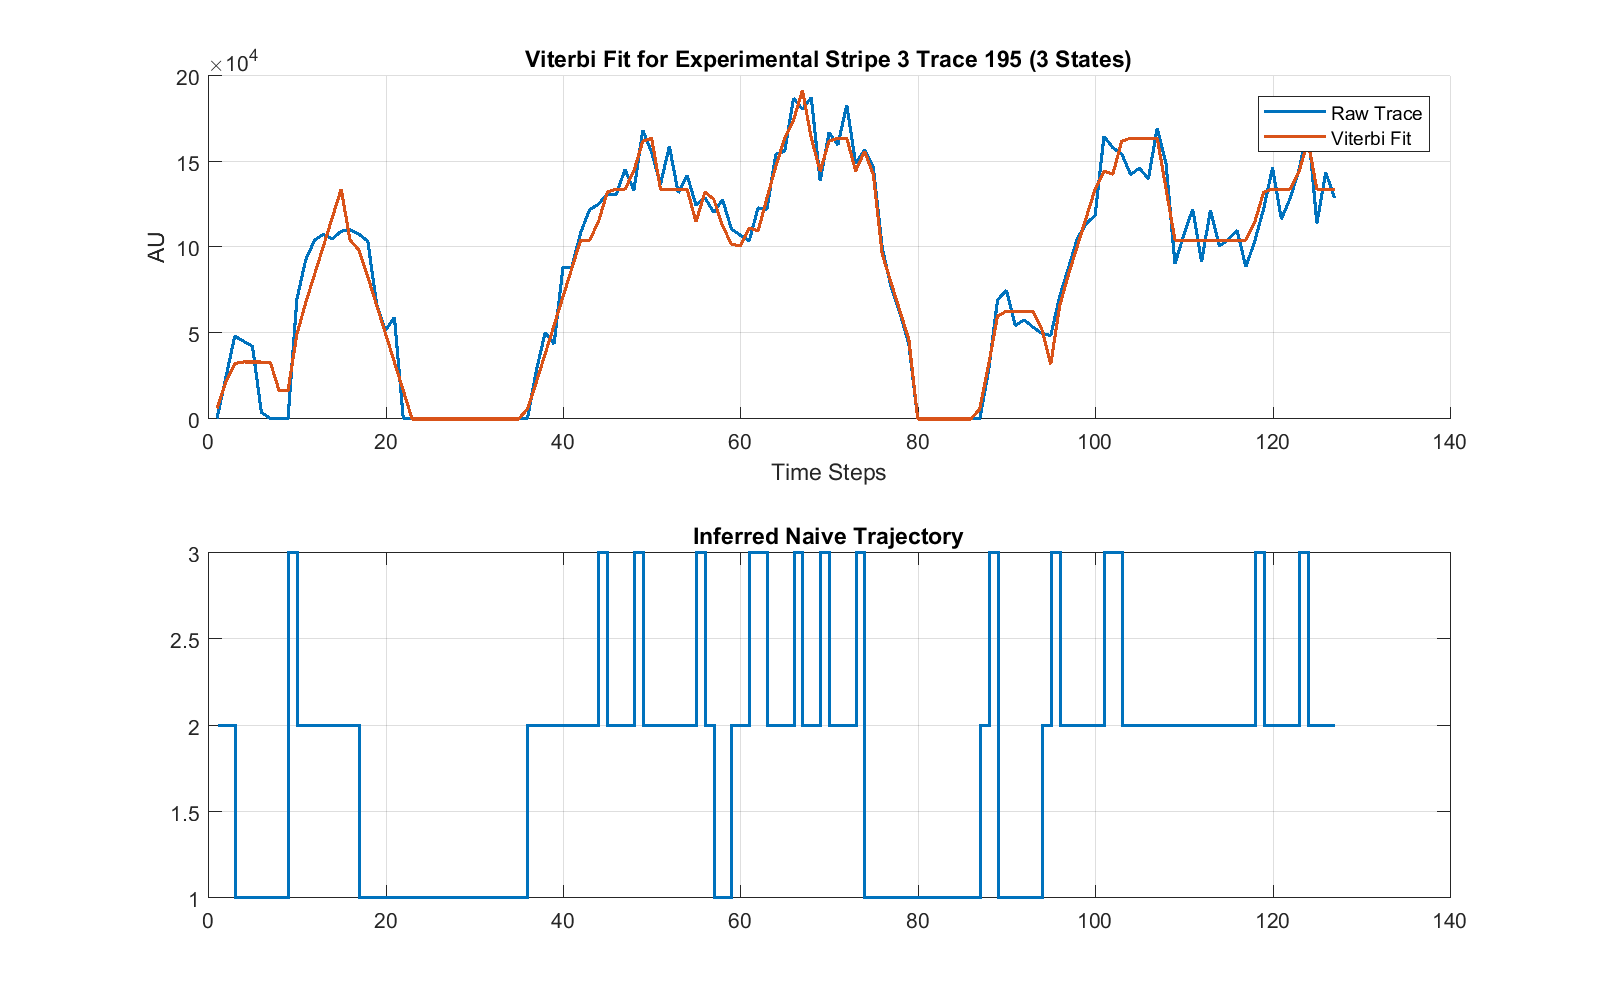 Viterbi Fit for Experimental Stripe 3 Trace 195 (3 States)
×10⁴
20
15
10
5
0
AU
0 20 40 60 80 100 120 140
Time Steps
Raw Trace
Viterbi Fit
Inferred Naive Trajectory
3
2.5
2
1.5
1
0 20 40 60 80 100 120 140